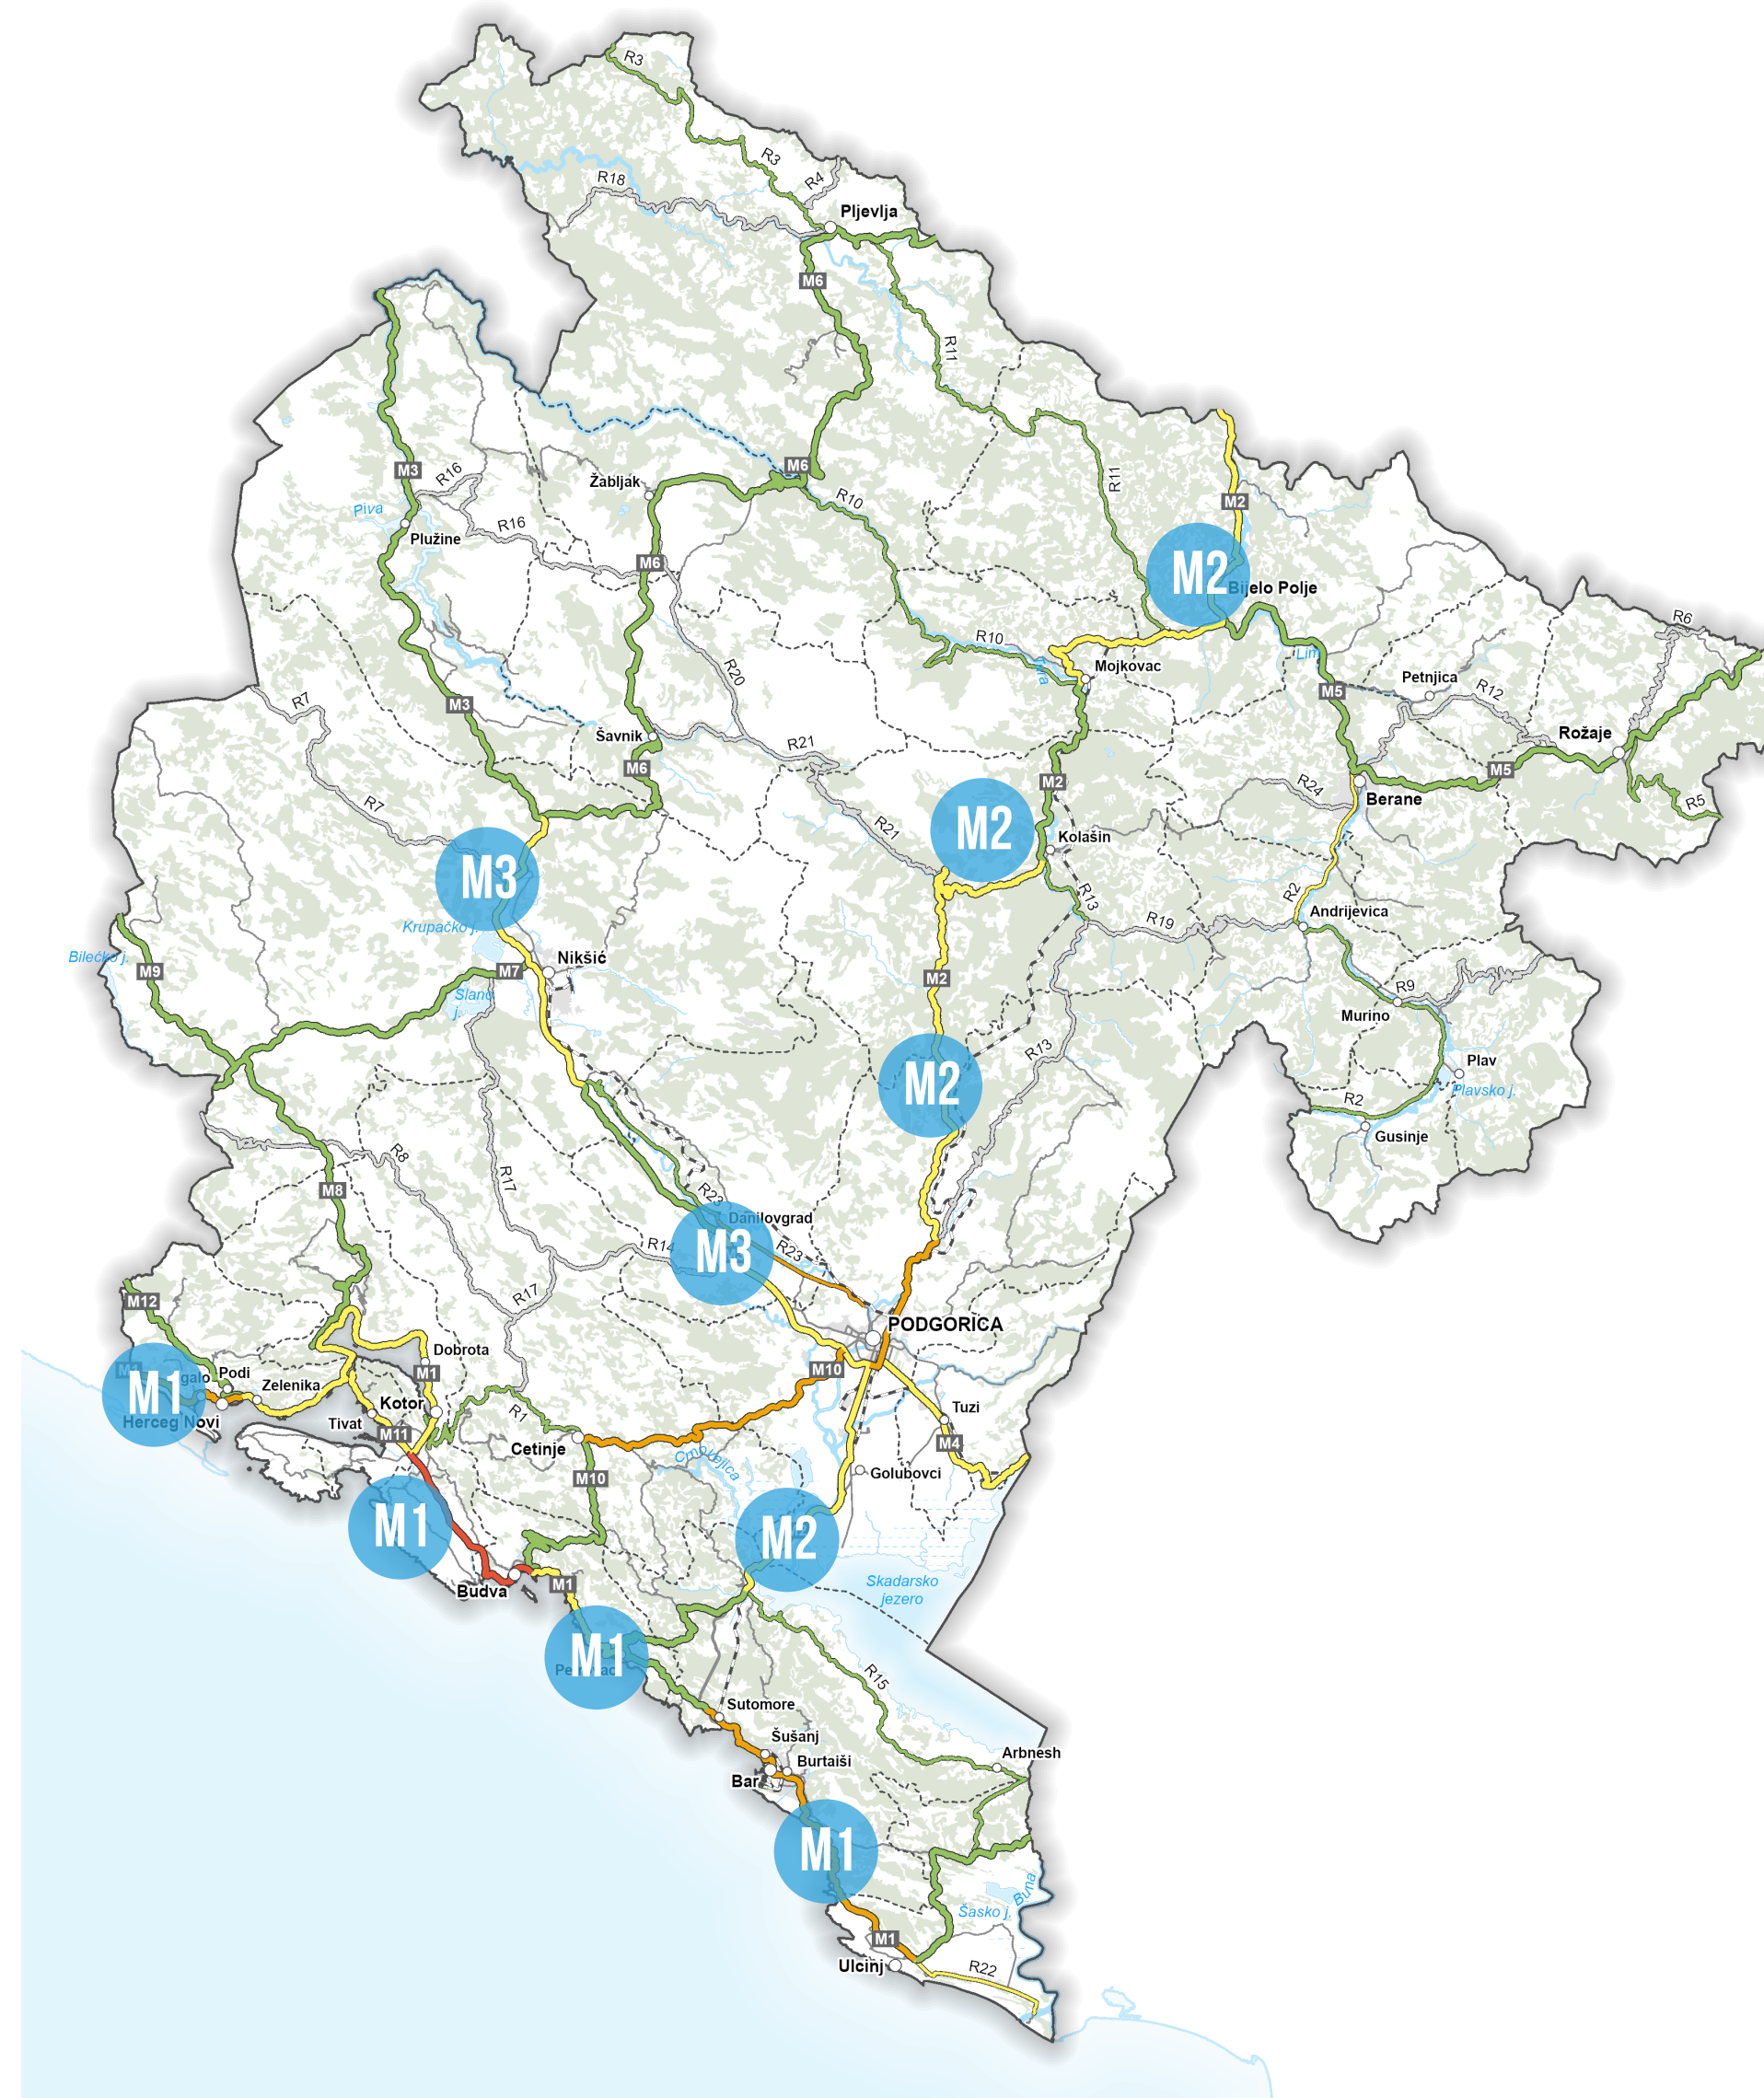 R3
R3
R4
R18
Pljevlja
M6
R11
M3
R16
M6
Žabljak
R10
R11
M2
Piva
R16
Plužine
M6
M2
Bijelo Polje
R6
R10
Tara
Mojkovac
Lim
M5
Petnjica
R12
R20
R7
M3
Šavnik
R21
Rožaje
M6
M2
M5
R24
Berane
R5
R7
R21
M2
Kolašin
M3
R13
R2
Andrijevica
R19
Krupačko j.
Bilećko j.
M9
M7
Nikšić
M2
Slano
j.
R9
Murino
R13
Plav
Plavsko j.
M2
R2
Gusinje
R8
R17
M8
R23
Danilovgrad
M3
R14
R23
R17
M12
PODGORICA
Dobrota
M1
M10
Podi
Zelenika
M1
Kotor
Herceg Novi
Tivat
M11
R1
Cetinje
Tuzi
M4
M10
Golubovci
M1
M2
Budva
M1
Skadarsko
jezero
M1
R15
Sutomore
Šušanj
Burtaiši
Bar
Arbnesh
M1
Buna
Šasko j.
M1
Ulcinj
R22